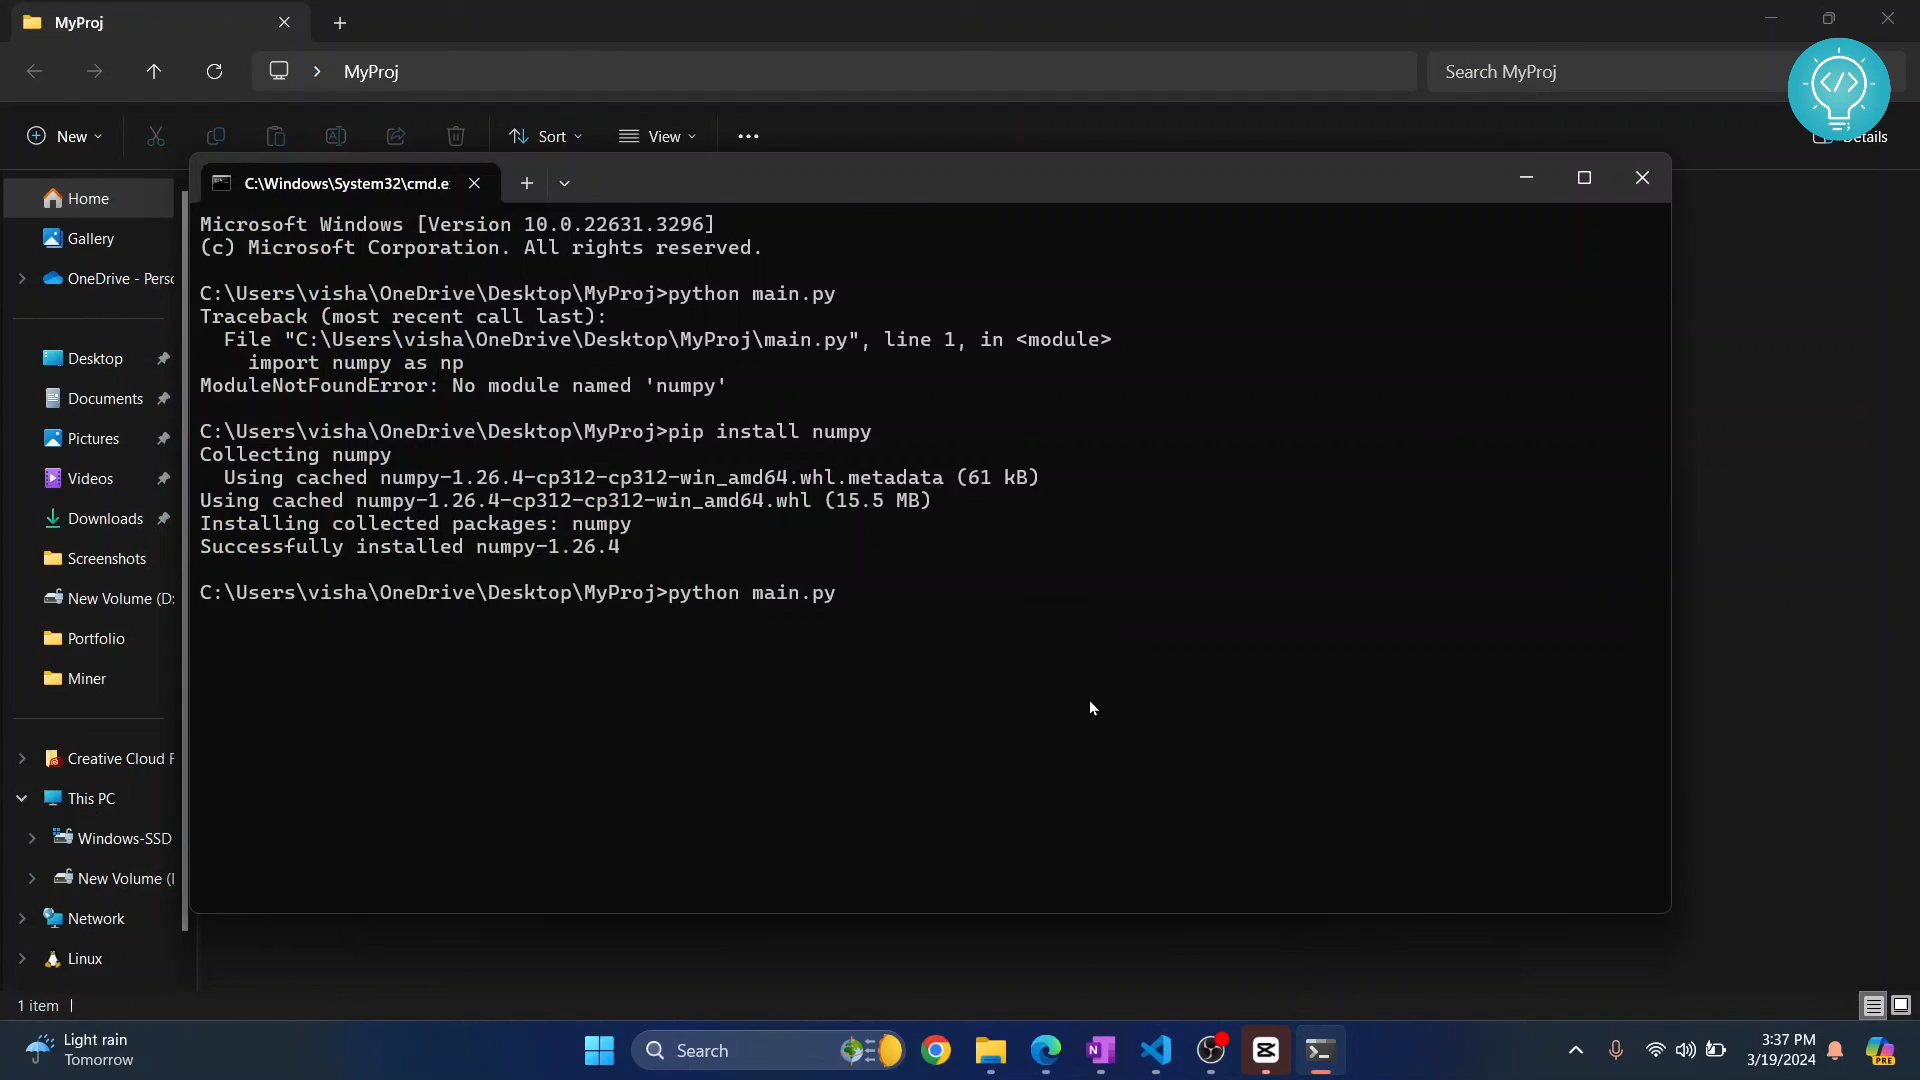 MyProj
MyProj
Search MyProj
New
Sort
View
Details
Home
Gallery
OneDrive - Perso
Desktop
Documents
Pictures
Videos
Downloads
Screenshots
New Volume (D:
Portfolio
Miner
Creative Cloud F
This PC
Windows-SSD
New Volume (
Network
Linux
1 item
C:\Windows\System32\cmd.e
Microsoft Windows [Version 10.0.22631.3296]
(c) Microsoft Corporation. All rights reserved.
C:\Users\visha\OneDrive\Desktop\MyProj>python main.py
Traceback (most recent call last):
File "C:\Users\visha\OneDrive\Desktop\MyProj\main.py", line 1, in <module>
import numpy as np
ModuleNotFoundError: No module named 'numpy'
C:\Users\visha\OneDrive\Desktop\MyProj>pip install numpy
Collecting numpy
Using cached numpy-1.26.4-cp312-cp312-win_amd64.whl.metadata (61 kB)
Using cached numpy-1.26.4-cp312-cp312-win_amd64.whl (15.5 MB)
Installing collected packages: numpy
Successfully installed numpy-1.26.4
C:\Users\visha\OneDrive\Desktop\MyProj>python main.py
Light rain
Tomorrow
Search
3:37 PM
3/19/2024
PRE